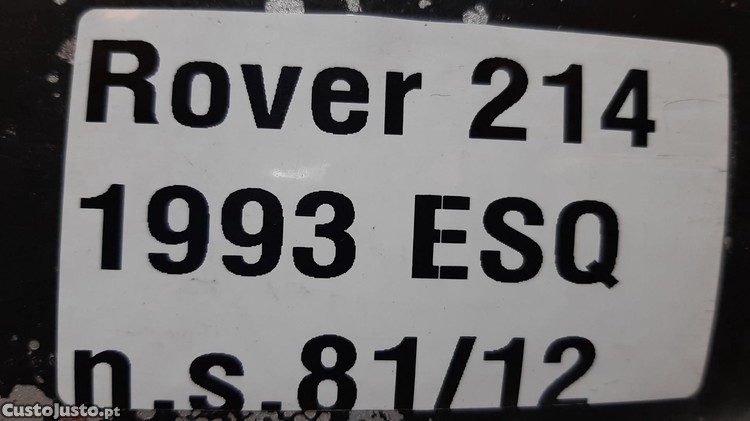 Rover 214
1993 ESQ
n.s.81/12
CustoJusto.pt